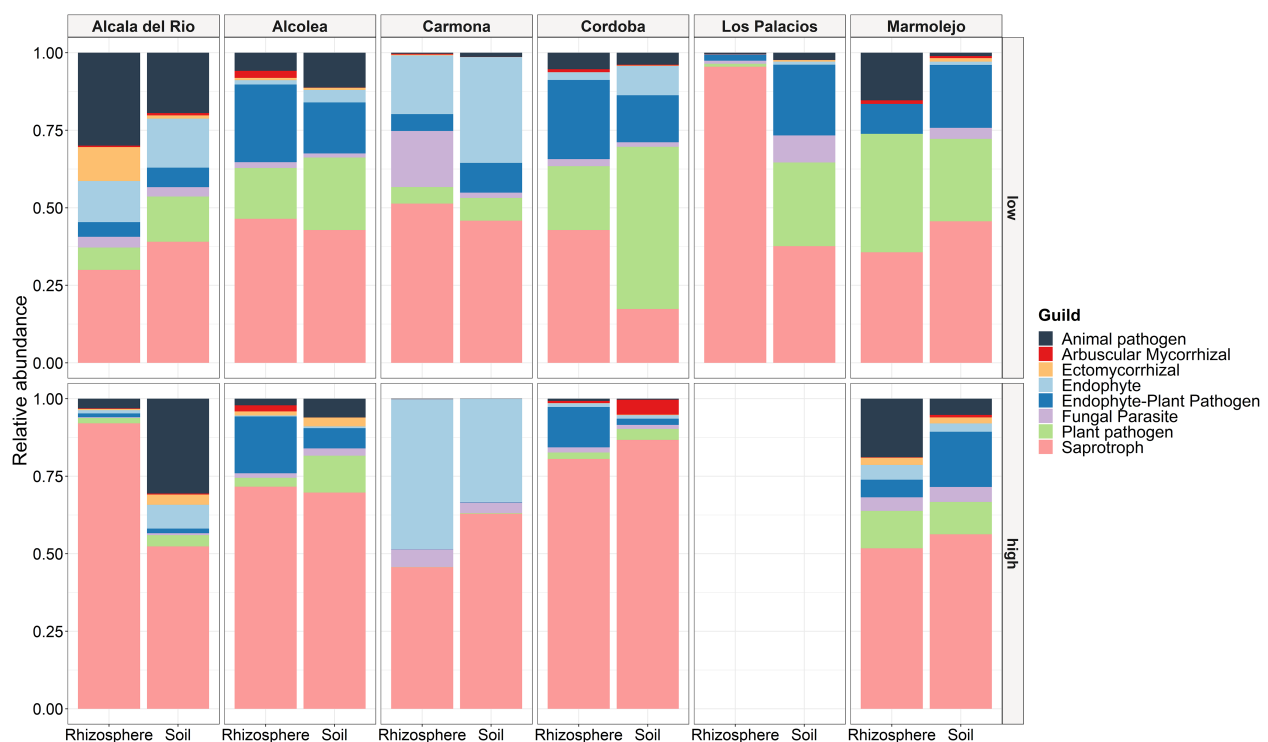 Alcala del Rio Alcolea Carmona Cordoba Los Palacios Marmolejo
Relative abundance
1.00
0.75
0.50
0.25
0.00
low
1.00
0.75
0.50
0.25
0.00
high
Rhizosphere Soil Rhizosphere Soil Rhizosphere Soil Rhizosphere Soil Rhizosphere Soil Rhizosphere Soil
Guild
Animal pathogen
Arbuscular Mycorrhizal
Ectomycorrhizal
Endophyte
Endophyte-Plant Pathogen
Fungal Parasite
Plant pathogen
Saprotroph